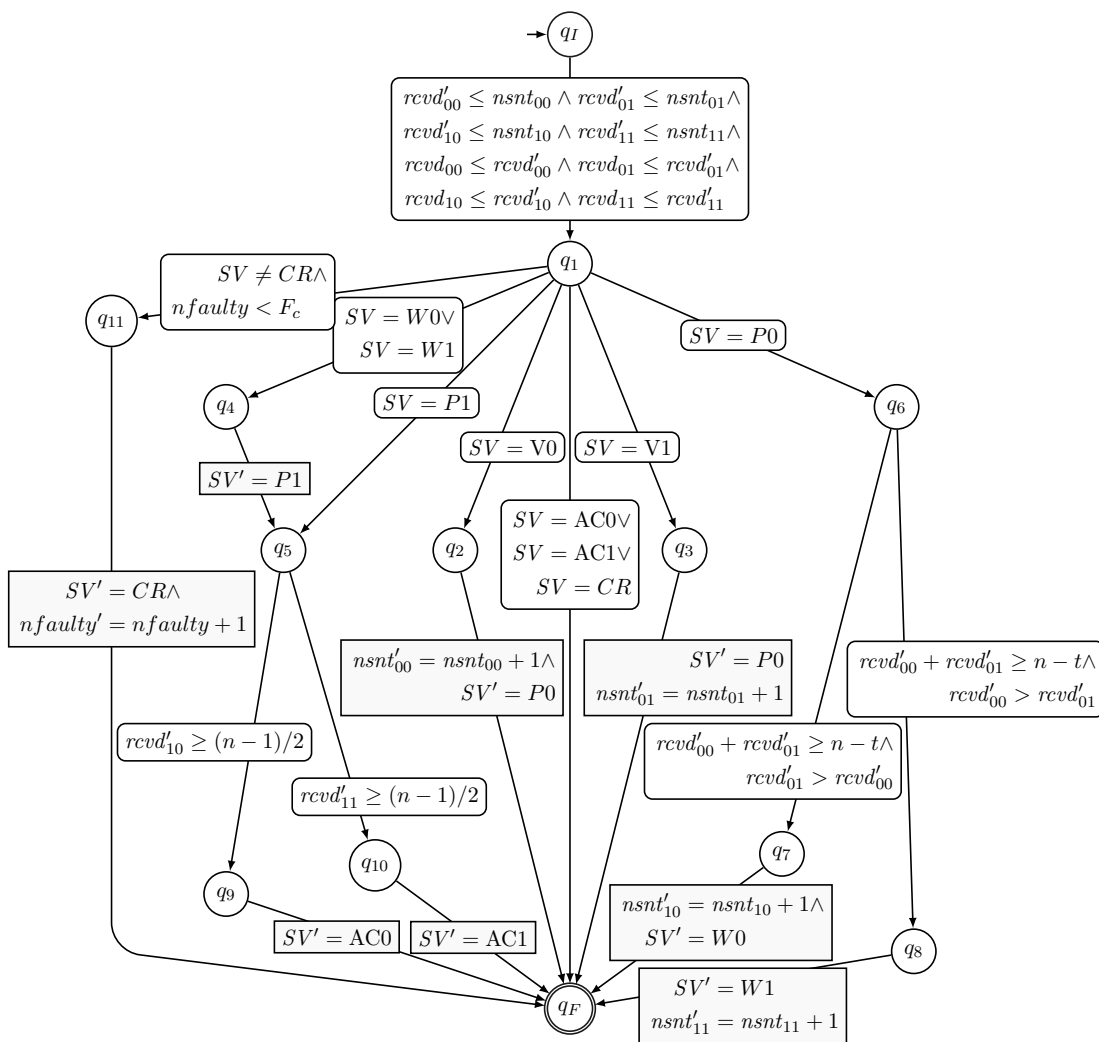 q_I
rcvd′_00 ≤ nsnt_00 ∧ rcvd′_01 ≤ nsnt_01∧
rcvd′_10 ≤ nsnt_10 ∧ rcvd′_11 ≤ nsnt_11∧
rcvd_00 ≤ rcvd′_00 ∧ rcvd_01 ≤ rcvd′_01∧
rcvd_10 ≤ rcvd′_10 ∧ rcvd_11 ≤ rcvd′_11
q_1
SV ≠ CR∧
nfaulty < F_c
q_11
SV = W0∨
SV = W1
SV = P0
SV = P1
q_4
q_6
SV = V0
SV = V1
SV′ = P1
SV = AC0∨
SV = AC1∨
SV = CR
q_5
q_2
q_3
SV′ = CR∧
nfaulty′ = nfaulty + 1
nsnt′_00 = nsnt_00 + 1∧
SV′ = P0
SV′ = P0
nsnt′_01 = nsnt_01 + 1
rcvd′_00 + rcvd′_01 ≥ n − t∧
rcvd′_00 > rcvd′_01
rcvd′_10 ≥ (n − 1)/2
rcvd′_00 + rcvd′_01 ≥ n − t∧
rcvd′_01 > rcvd′_00
rcvd′_11 ≥ (n − 1)/2
q_7
q_10
q_9
nsnt′_10 = nsnt_10 + 1∧
SV′ = W0
SV′ = AC0
SV′ = AC1
q_8
SV′ = W1
nsnt′_11 = nsnt_11 + 1
q_F